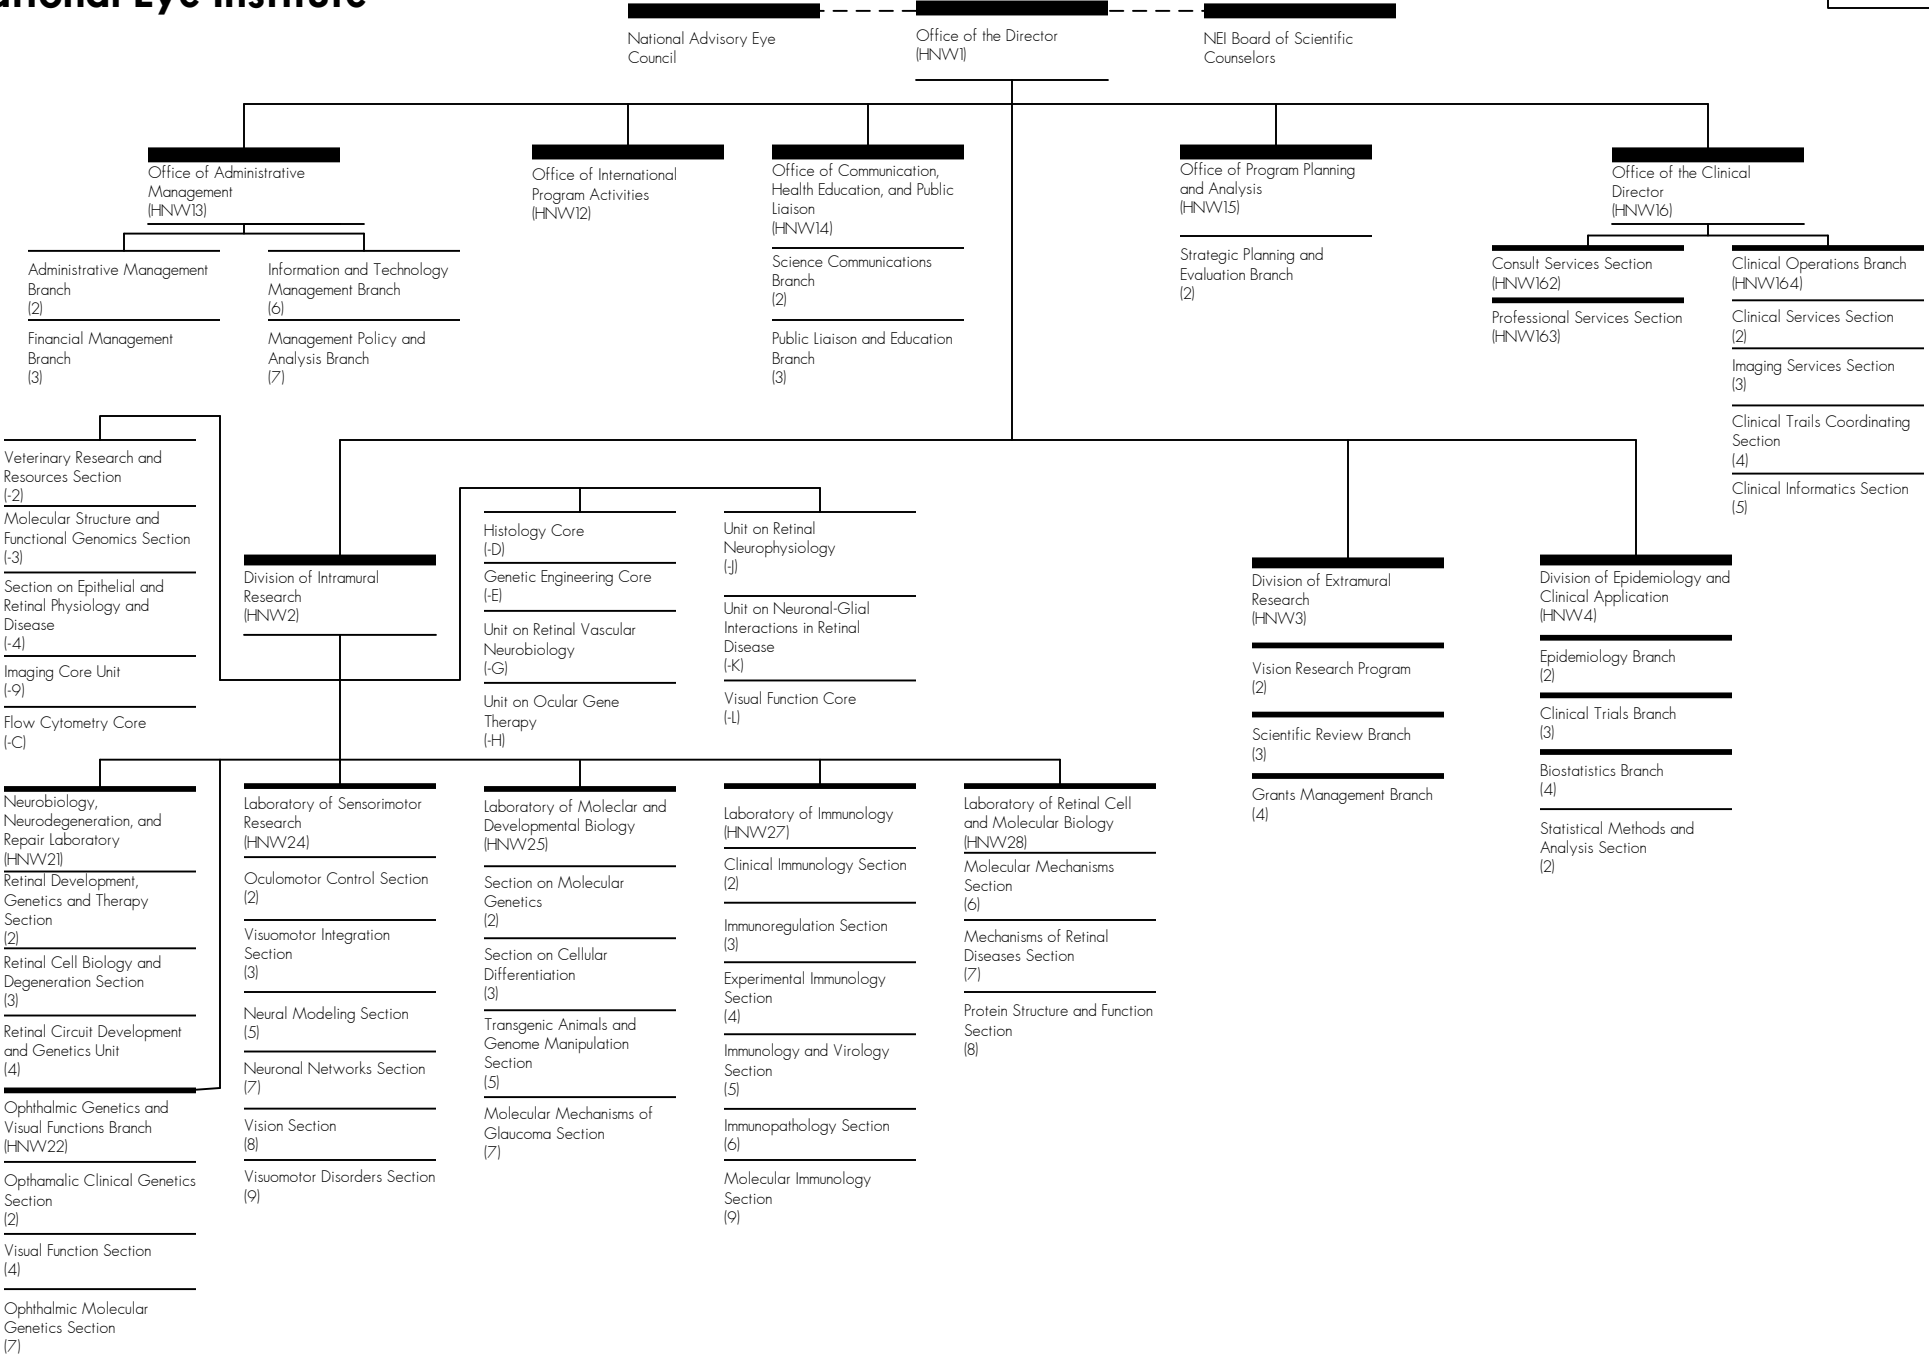 National Eye Institute
National Advisory Eye
Council
Office of the Director
(HNW1)
NEI Board of Scientific
Counselors
Office of Administrative
Management
(HNW13)
Administrative Management
Branch
(2)
Financial Management
Branch
(3)
Information and Technology
Management Branch
(6)
Management Policy and
Analysis Branch
(7)
Office of International
Program Activities
(HNW12)
Office of Communication,
Health Education, and Public
Liaison
(HNW14)
Science Communications
Branch
(2)
Public Liaison and Education
Branch
(3)
Office of Program Planning
and Analysis
(HNW15)
Strategic Planning and
Evaluation Branch
(2)
Office of the Clinical
Director
(HNW16)
Consult Services Section
(HNW162)
Professional Services Section
(HNW163)
Clinical Operations Branch
(HNW164)
Clinical Services Section
(2)
Imaging Services Section
(3)
Clinical Trails Coordinating
Section
(4)
Clinical Informatics Section
(5)
Veterinary Research and
Resources Section
(-2)
Molecular Structure and
Functional Genomics Section
(-3)
Section on Epithelial and
Retinal Physiology and
Disease
(-4)
Imaging Core Unit
(-9)
Flow Cytometry Core
(-C)
Division of Intramural
Research
(HNW2)
Histology Core
(-D)
Genetic Engineering Core
(-E)
Unit on Retinal Vascular
Neurobiology
(-G)
Unit on Ocular Gene
Therapy
(-H)
Unit on Retinal
Neurophysiology
(-J)
Unit on Neuronal-Glial
Interactions in Retinal
Disease
(-K)
Visual Function Core
(-L)
Division of Extramural
Research
(HNW3)
Vision Research Program
(2)
Scientific Review Branch
(3)
Grants Management Branch
(4)
Division of Epidemiology and
Clinical Application
(HNW4)
Epidemiology Branch
(2)
Clinical Trials Branch
(3)
Biostatistics Branch
(4)
Statistical Methods and
Analysis Section
(2)
Neurobiology,
Neurodegeneration, and
Repair Laboratory
(HNW21)
Retinal Development,
Genetics and Therapy
Section
(2)
Retinal Cell Biology and
Degeneration Section
(3)
Retinal Circuit Development
and Genetics Unit
(4)
Ophthalmic Genetics and
Visual Functions Branch
(HNW22)
Opthamalic Clinical Genetics
Section
(2)
Visual Function Section
(4)
Ophthalmic Molecular
Genetics Section
(7)
Laboratory of Sensorimotor
Research
(HNW24)
Oculomotor Control Section
(2)
Visuomotor Integration
Section
(3)
Neural Modeling Section
(5)
Neuronal Networks Section
(7)
Vision Section
(8)
Visuomotor Disorders Section
(9)
Laboratory of Moleclar and
Developmental Biology
(HNW25)
Section on Molecular
Genetics
(2)
Section on Cellular
Differentiation
(3)
Transgenic Animals and
Genome Manipulation
Section
(5)
Molecular Mechanisms of
Glaucoma Section
(7)
Laboratory of Immunology
(HNW27)
Clinical Immunology Section
(2)
Immunoregulation Section
(3)
Experimental Immunology
Section
(4)
Immunology and Virology
Section
(5)
Immunopathology Section
(6)
Molecular Immunology
Section
(9)
Laboratory of Retinal Cell
and Molecular Biology
(HNW28)
Molecular Mechanisms
Section
(6)
Mechanisms of Retinal
Diseases Section
(7)
Protein Structure and Function
Section
(8)